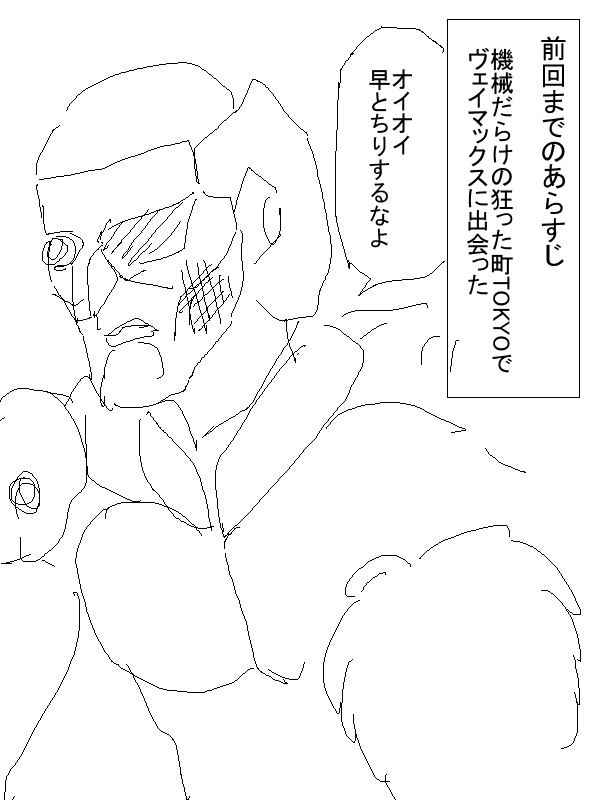 前回までのあらすじ
機械だらけの狂った町TOKYOで
ヴェイマックスに出会った
オイオイ
早とちりするなよ